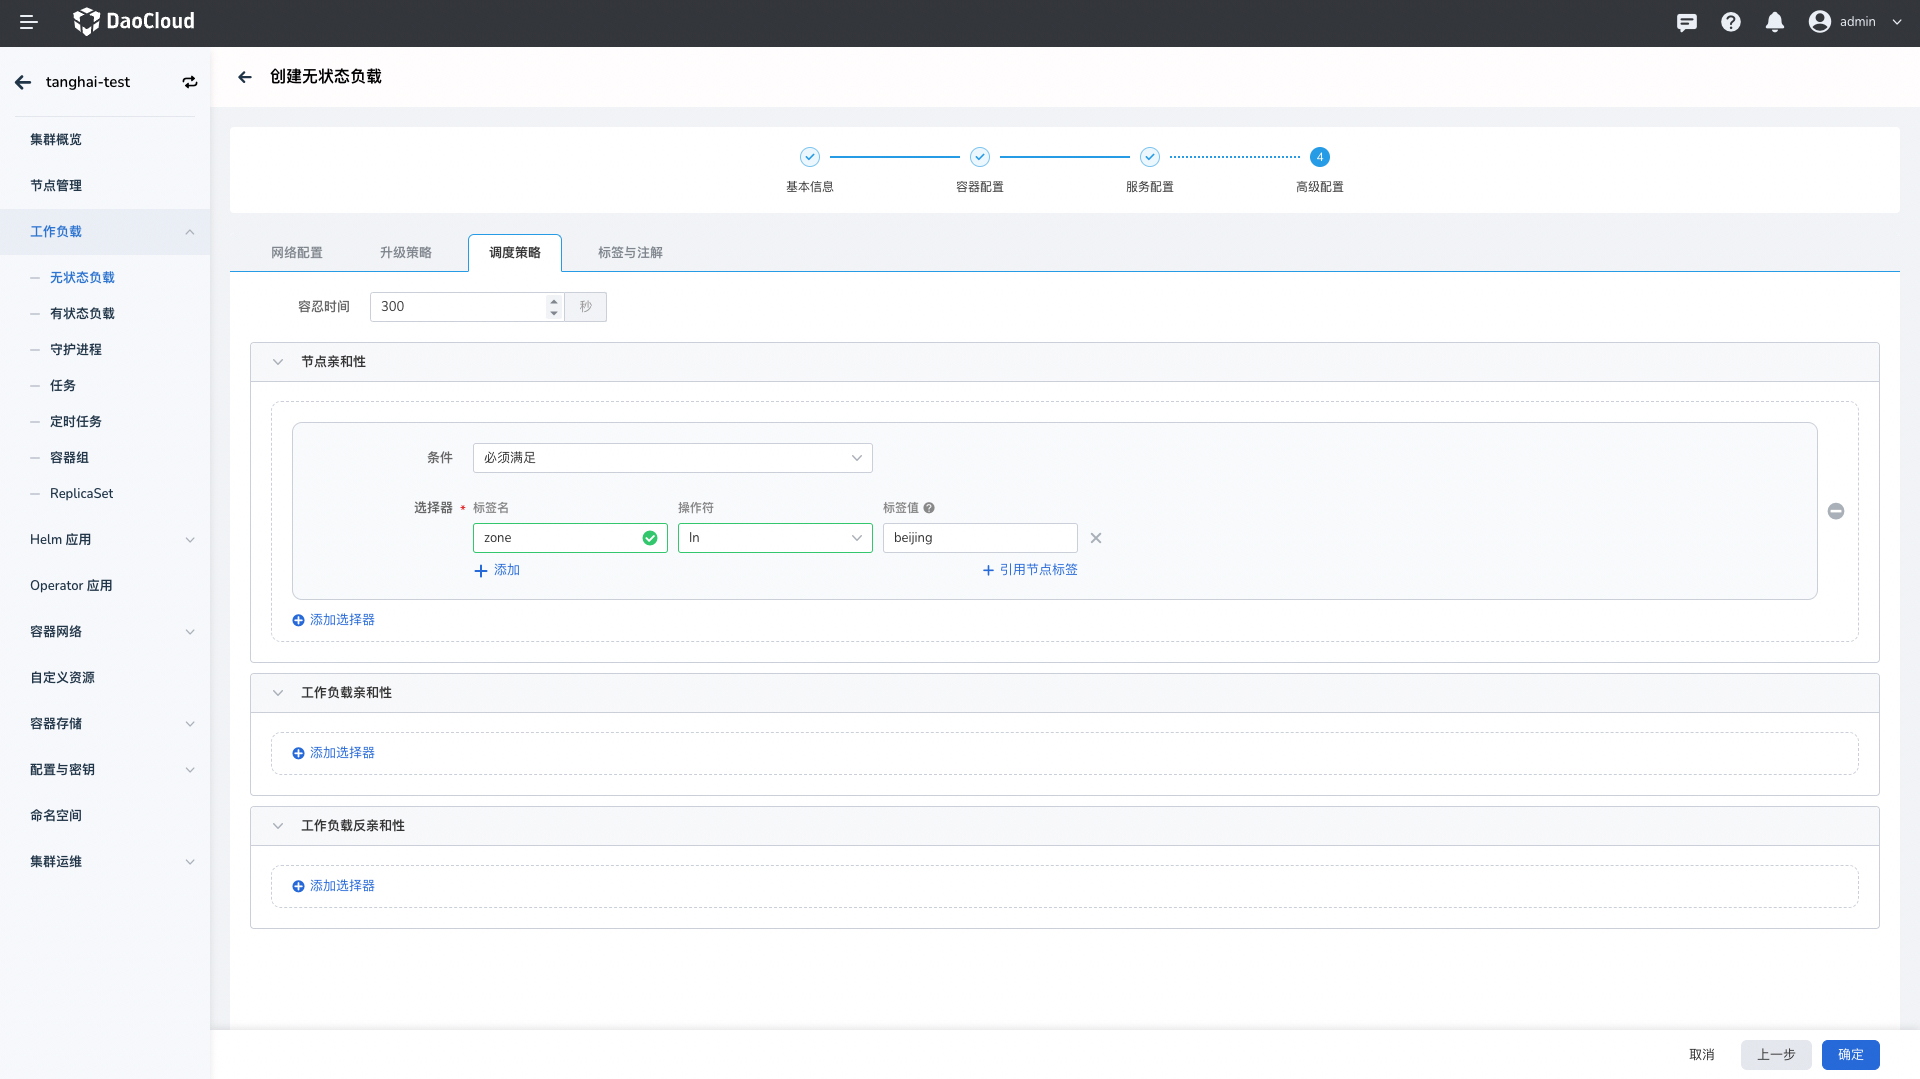 DaoCloud
admin
tanghai-test
创建无状态负载
集群概览
节点管理
工作负载
无状态负载
有状态负载
守护进程
任务
定时任务
容器组
ReplicaSet
Helm 应用
Operator 应用
容器网络
自定义资源
容器存储
配置与密钥
命名空间
集群运维
4
基本信息 容器配置 服务配置 高级配置
网络配置 升级策略 调度策略 标签与注解
容忍时间 300 秒
节点亲和性
条件 必须满足
选择器 * 标签名 操作符 标签值
zone In beijing
添加 引用节点标签
添加选择器
工作负载亲和性
添加选择器
工作负载反亲和性
添加选择器
取消 上一步 确定